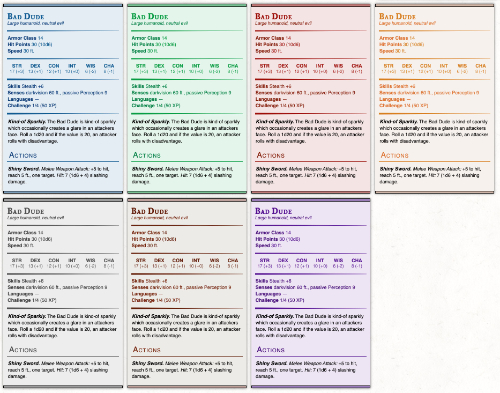 BAD DUDE
Large humanoid, neutral evil
Armor Class 14
Hit Points 30 (10d6)
Speed 30 ft.
STR DEX CON INT WIS CHA
17 (+3) 13 (+1) 12 (+1) 10 (+0) 6 (-2) 8 (-1)
Skills Stealth +6
Senses darkvision 60 ft., passive Perception 9
Languages —
Challenge 1/4 (50 XP)
Kind-of Sparkly. The Bad Dude is kind of sparkly
which occasionally creates a glare in an attackers
face. Roll a 1d20 and if the value is 20, an attacker
rolls with disadvantage.
ACTIONS
Shiny Sword. Melee Weapon Attack: +6 to hit,
reach 5 ft., one target. Hit: 7 (1d6 + 4) slashing
damage.
BAD DUDE
Large humanoid, neutral evil
Armor Class 14
Hit Points 30 (10d6)
Speed 30 ft.
STR DEX CON INT WIS CHA
17 (+3) 13 (+1) 12 (+1) 10 (+0) 6 (-2) 8 (-1)
Skills Stealth +6
Senses darkvision 60 ft., passive Perception 9
Languages —
Challenge 1/4 (50 XP)
Kind-of Sparkly. The Bad Dude is kind of sparkly
which occasionally creates a glare in an attackers
face. Roll a 1d20 and if the value is 20, an attacker
rolls with disadvantage.
ACTIONS
Shiny Sword. Melee Weapon Attack: +6 to hit,
reach 5 ft., one target. Hit: 7 (1d6 + 4) slashing
damage.
BAD DUDE
Large humanoid, neutral evil
Armor Class 14
Hit Points 30 (10d6)
Speed 30 ft.
STR DEX CON INT WIS CHA
17 (+3) 13 (+1) 12 (+1) 10 (+0) 6 (-2) 8 (-1)
Skills Stealth +6
Senses darkvision 60 ft., passive Perception 9
Languages —
Challenge 1/4 (50 XP)
Kind-of Sparkly. The Bad Dude is kind of sparkly
which occasionally creates a glare in an attackers
face. Roll a 1d20 and if the value is 20, an attacker
rolls with disadvantage.
ACTIONS
Shiny Sword. Melee Weapon Attack: +6 to hit,
reach 5 ft., one target. Hit: 7 (1d6 + 4) slashing
damage.
BAD DUDE
Large humanoid, neutral evil
Armor Class 14
Hit Points 30 (10d6)
Speed 30 ft.
STR DEX CON INT WIS CHA
17 (+3) 13 (+1) 12 (+1) 10 (+0) 6 (-2) 8 (-1)
Skills Stealth +6
Senses darkvision 60 ft., passive Perception 9
Languages —
Challenge 1/4 (50 XP)
Kind-of Sparkly. The Bad Dude is kind of sparkly
which occasionally creates a glare in an attackers
face. Roll a 1d20 and if the value is 20, an attacker
rolls with disadvantage.
ACTIONS
Shiny Sword. Melee Weapon Attack: +6 to hit,
reach 5 ft., one target. Hit: 7 (1d6 + 4) slashing
damage.
BAD DUDE
Large humanoid, neutral evil
Armor Class 14
Hit Points 30 (10d6)
Speed 30 ft.
STR DEX CON INT WIS CHA
17 (+3) 13 (+1) 12 (+1) 10 (+0) 6 (-2) 8 (-1)
Skills Stealth +6
Senses darkvision 60 ft., passive Perception 9
Languages —
Challenge 1/4 (50 XP)
Kind-of Sparkly. The Bad Dude is kind of sparkly
which occasionally creates a glare in an attackers
face. Roll a 1d20 and if the value is 20, an attacker
rolls with disadvantage.
ACTIONS
Shiny Sword. Melee Weapon Attack: +6 to hit,
reach 5 ft., one target. Hit: 7 (1d6 + 4) slashing
damage.
BAD DUDE
Large humanoid, neutral evil
Armor Class 14
Hit Points 30 (10d6)
Speed 30 ft.
STR DEX CON INT WIS CHA
17 (+3) 13 (+1) 12 (+1) 10 (+0) 6 (-2) 8 (-1)
Skills Stealth +6
Senses darkvision 60 ft., passive Perception 9
Languages —
Challenge 1/4 (50 XP)
Kind-of Sparkly. The Bad Dude is kind of sparkly
which occasionally creates a glare in an attackers
face. Roll a 1d20 and if the value is 20, an attacker
rolls with disadvantage.
ACTIONS
Shiny Sword. Melee Weapon Attack: +6 to hit,
reach 5 ft., one target. Hit: 7 (1d6 + 4) slashing
damage.
BAD DUDE
Large humanoid, neutral evil
Armor Class 14
Hit Points 30 (10d6)
Speed 30 ft.
STR DEX CON INT WIS CHA
17 (+3) 13 (+1) 12 (+1) 10 (+0) 6 (-2) 8 (-1)
Skills Stealth +6
Senses darkvision 60 ft., passive Perception 9
Languages —
Challenge 1/4 (50 XP)
Kind-of Sparkly. The Bad Dude is kind of sparkly
which occasionally creates a glare in an attackers
face. Roll a 1d20 and if the value is 20, an attacker
rolls with disadvantage.
ACTIONS
Shiny Sword. Melee Weapon Attack: +6 to hit,
reach 5 ft., one target. Hit: 7 (1d6 + 4) slashing
damage.